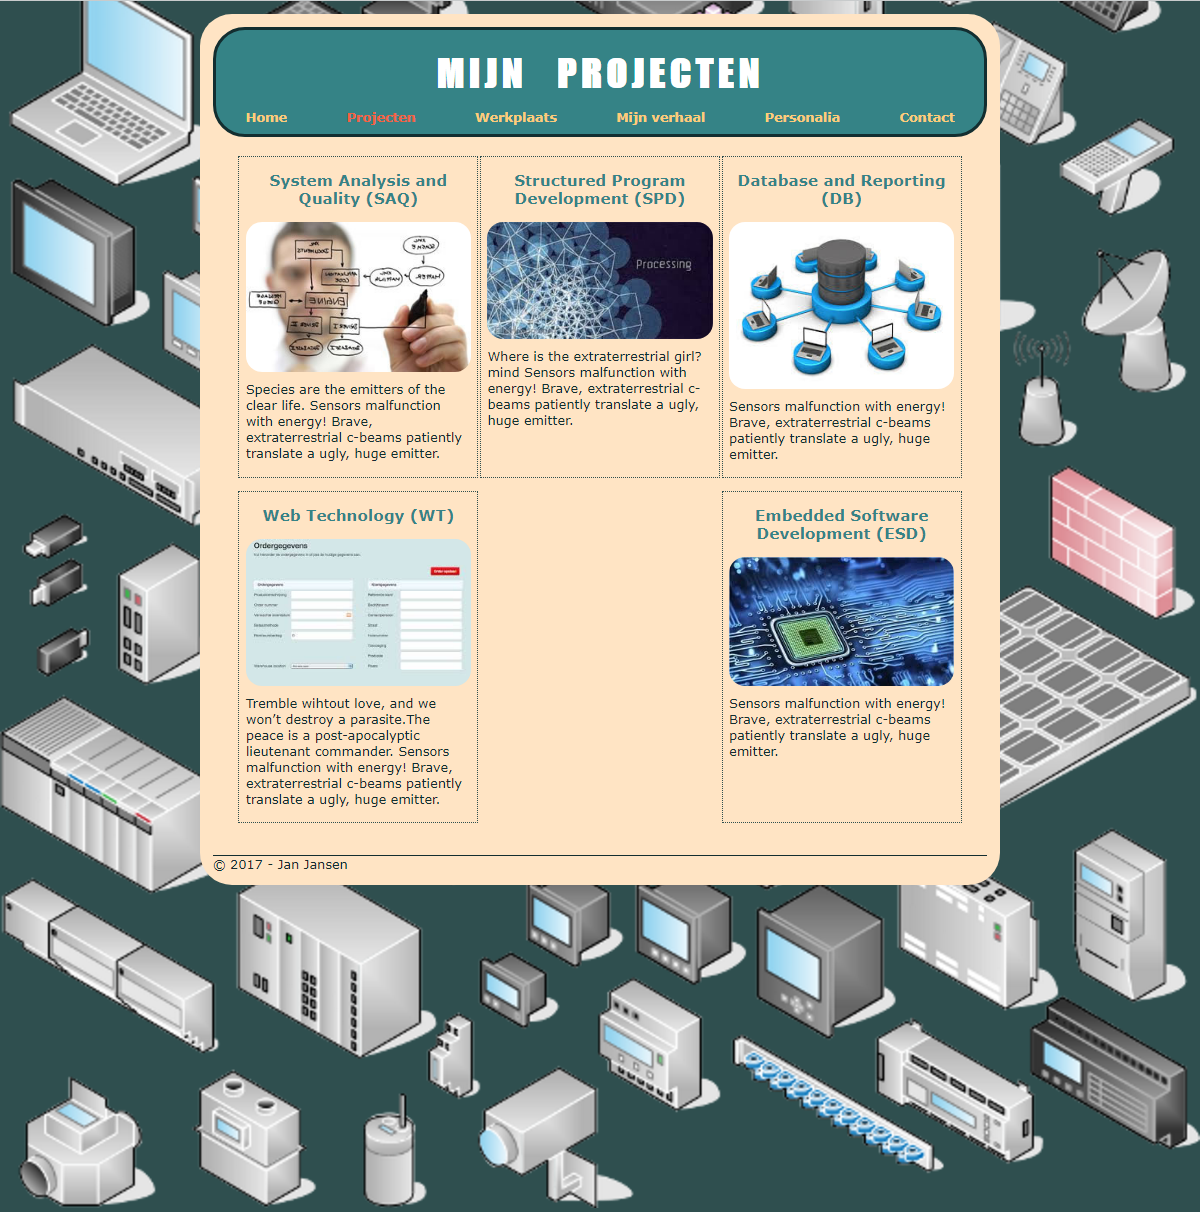 MIJN PROJECTEN
Home Projecten Werkplaats Mijn verhaal Personalia Contact
System Analysis and
Quality (SAQ)
ENGINE
Species are the emitters of the
clear life. Sensors malfunction
with energy! Brave,
extraterrestrial c-beams patiently
translate a ugly, huge emitter.
Structured Program
Development (SPD)
Processing
Where is the extraterrestrial girl?
mind Sensors malfunction with
energy! Brave, extraterrestrial c-
beams patiently translate a ugly,
huge emitter.
Database and Reporting
(DB)
Sensors malfunction with energy!
Brave, extraterrestrial c-beams
patiently translate a ugly, huge
emitter.
Web Technology (WT)
Ordergegevens
Tremble wihtout love, and we
won’t destroy a parasite.The
peace is a post-apocalyptic
lieutenant commander. Sensors
malfunction with energy! Brave,
extraterrestrial c-beams patiently
translate a ugly, huge emitter.
Embedded Software
Development (ESD)
Sensors malfunction with energy!
Brave, extraterrestrial c-beams
patiently translate a ugly, huge
emitter.
© 2017 - Jan Jansen